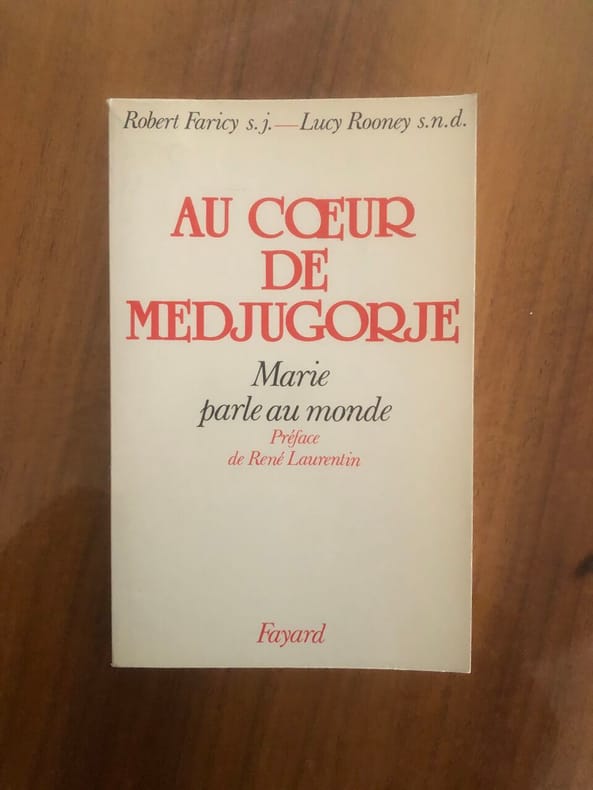 Robert Faricy s.j.—Lucy Rooney s.n.d.
AU CŒUR
DE
MEDJUGORJE
Marie
parle au monde
Préface
de René Laurentin
Fayard